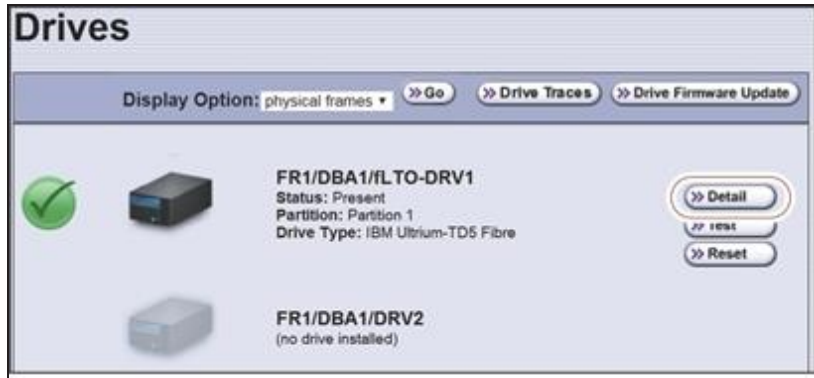 Drives
Display Option: physical frames ▾ » Go » Drive Traces » Drive Firmware Update
FR1/DBA1/fLTO-DRV1
Status: Present
Partition: Partition 1
Drive Type: IBM Ultrium-TD5 Fibre
» Detail
» Test
» Reset
FR1/DBA1/DRV2
(no drive installed)